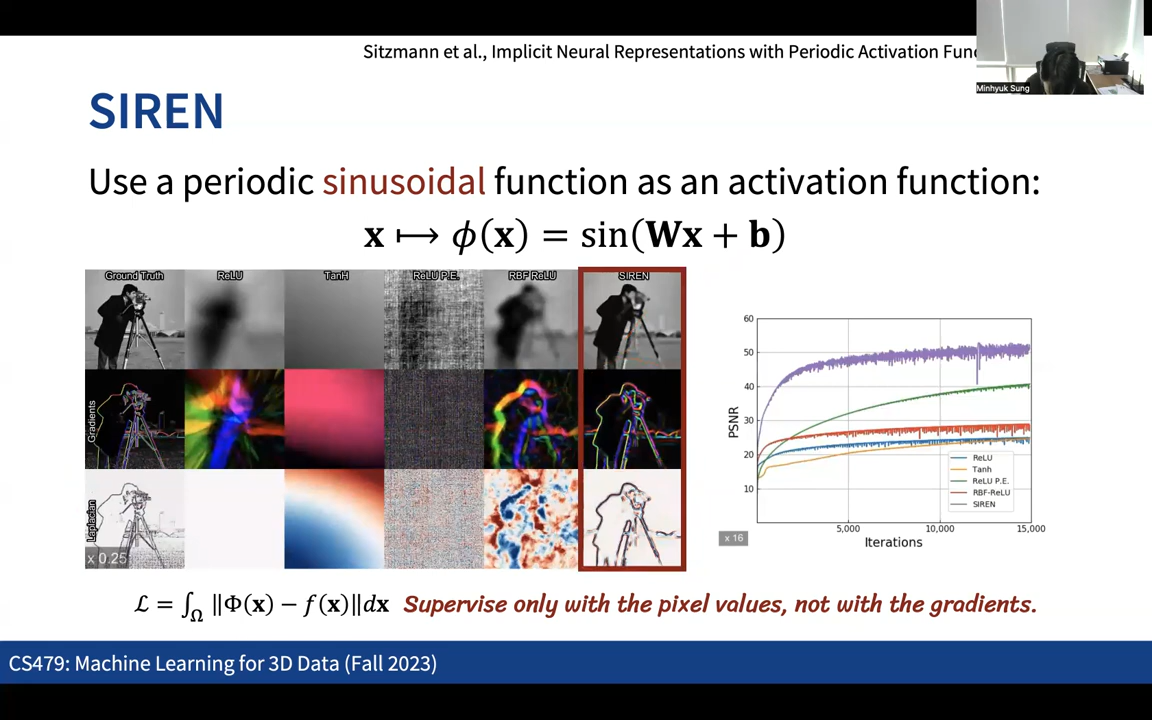 Sitzmann et al., Implicit Neural Representations with Periodic Activation
Minhyuk Sung
SIREN
Use a periodic sinusoidal function as an activation function:
𝐱 ⟼ 𝜙(𝐱) = sin(𝐖𝐱 + 𝐛)
Ground Truth ReLU TanH ReLU P.E. RBF ReLU SIREN
Gradients
Laplacian
x 0.25
60
50
40
30
20
10
PSNR
ReLU
Tanh
ReLU P.E.
RBF-ReLU
SIREN
5,000 10,000 15,000
Iterations
x 16
ℒ = ∫Ω ‖Φ(𝐱) − 𝑓(𝐱)‖𝑑𝐱 Supervise only with the pixel values, not with the gradients.
CS479: Machine Learning for 3D Data (Fall 2023)